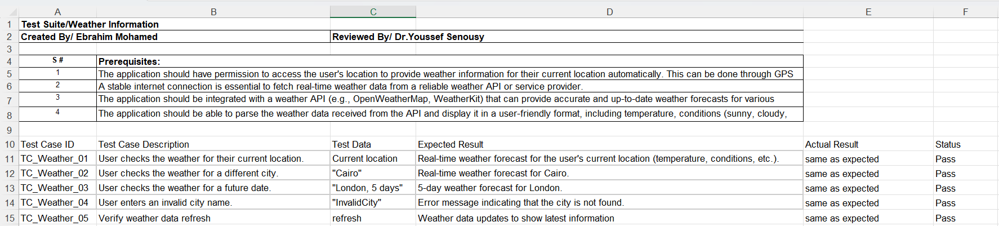 A B C D E F
1 Test Suite/Weather Information
2 Created By/ Ebrahim Mohamed Reviewed By/ Dr.Youssef Senousy
3
4 S # Prerequisites:
5 1 The application should have permission to access the user's location to provide weather information for their current location automatically. This can be done through GPS
6 2 A stable internet connection is essential to fetch real-time weather data from a reliable weather API or service provider.
7 3 The application should be integrated with a weather API (e.g., OpenWeatherMap, WeatherKit) that can provide accurate and up-to-date weather forecasts for various
8 4 The application should be able to parse the weather data received from the API and display it in a user-friendly format, including temperature, conditions (sunny, cloudy,
9
10 Test Case ID Test Case Description Test Data Expected Result Actual Result Status
11 TC_Weather_01 User checks the weather for their current location. Current location Real-time weather forecast for the user's current location (temperature, conditions, etc.). same as expected Pass
12 TC_Weather_02 User checks the weather for a different city. "Cairo" Real-time weather forecast for Cairo. same as expected Pass
13 TC_Weather_03 User checks the weather for a future date. "London, 5 days" 5-day weather forecast for London. same as expected Pass
14 TC_Weather_04 User enters an invalid city name. "InvalidCity" Error message indicating that the city is not found. same as expected Pass
15 TC_Weather_05 Verify weather data refresh refresh Weather data updates to show latest information same as expected Pass